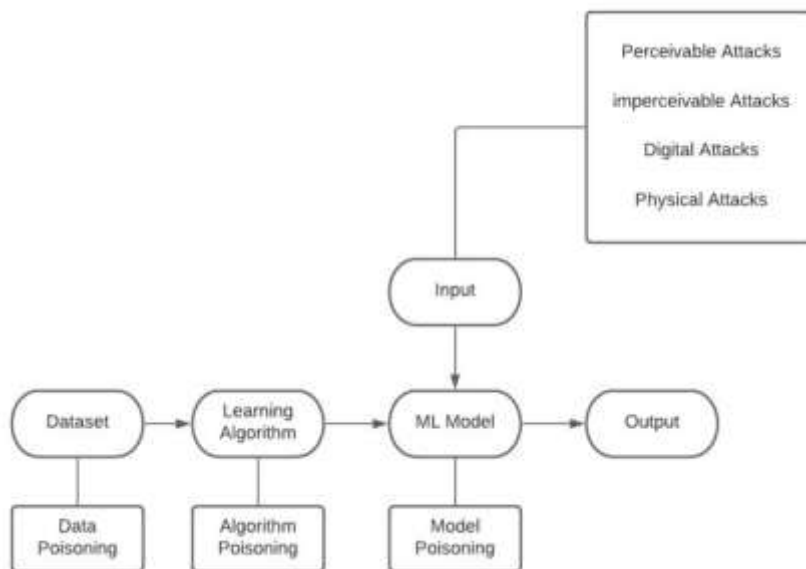 Perceivable Attacks
imperceivable Attacks
Digital Attacks
Physical Attacks
Input
Dataset
Learning
Algorithm
ML Model
Output
Data
Poisoning
Algorithm
Poisoning
Model
Poisoning